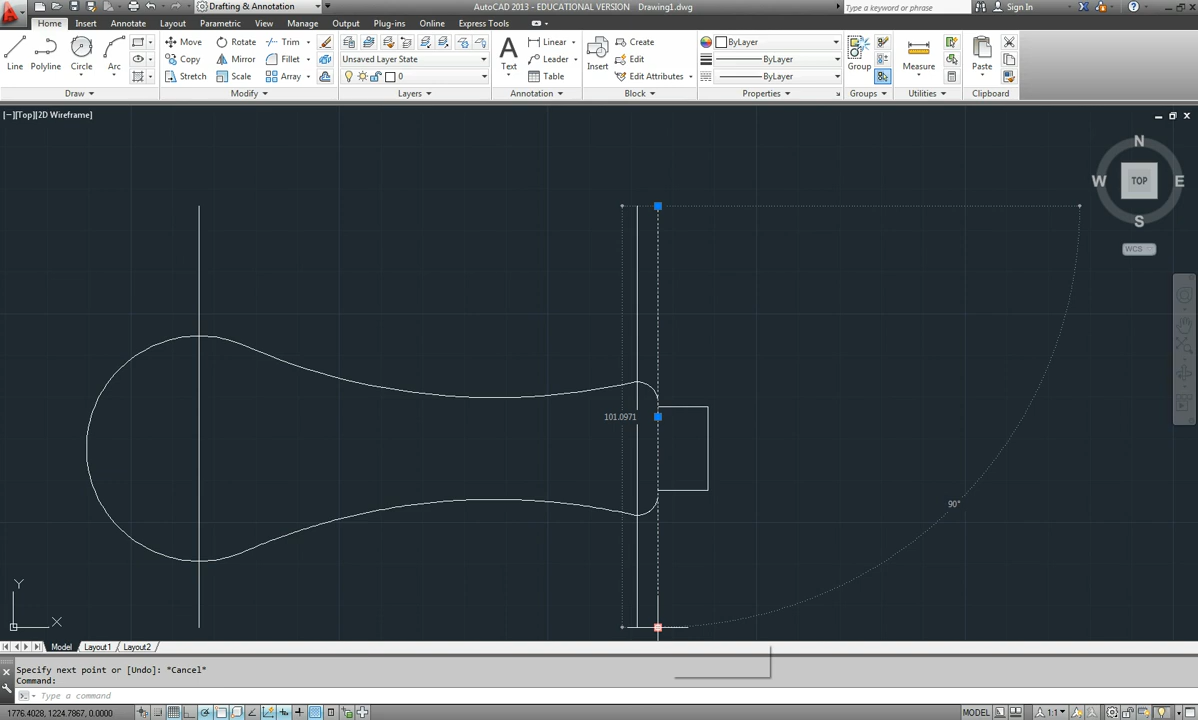 Drafting & Annotation AutoCAD 2013 - EDUCATIONAL VERSION Drawing1.dwg Type a keyword or phrase Sign In
Home Insert Annotate Layout Parametric View Manage Output Plug-ins Online Express Tools
Line Polyline Circle Arc
Move Rotate Trim
Copy Mirror Fillet
Stretch Scale Array
Unsaved Layer State
0
Text
Linear
Leader
Table
Insert
Create
Edit
Edit Attributes
ByLayer
ByLayer
ByLayer
Group
Measure
Paste
Draw Modify Layers Annotation Block Properties Groups Utilities Clipboard
[−][Top][2D Wireframe]
N
W TOP E
S
WCS
101.0971
90°
Y
X
Model Layout1 Layout2
Specify next point or [Undo]: *Cancel*
Command:
Type a command
1776.4028, 1224.7867, 0.0000 MODEL 1:1